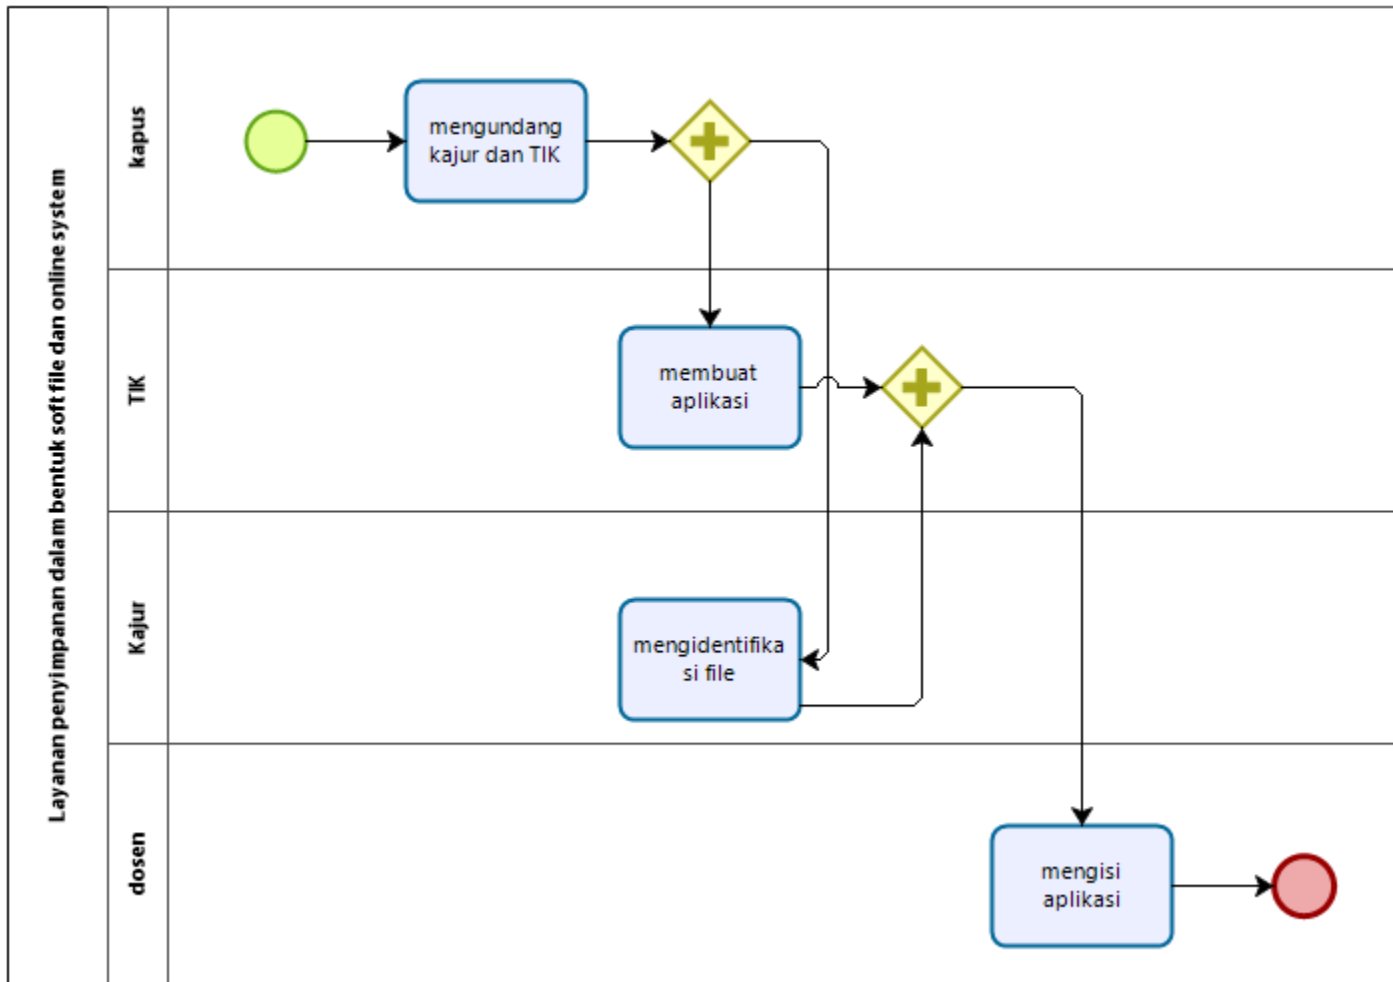 Layanan penyimpanan dalam bentuk soft file dan online system
kapus
mengundang
kajur dan TIK
TIK
membuat
aplikasi
Kajur
mengidentifika
si file
dosen
mengisi
aplikasi